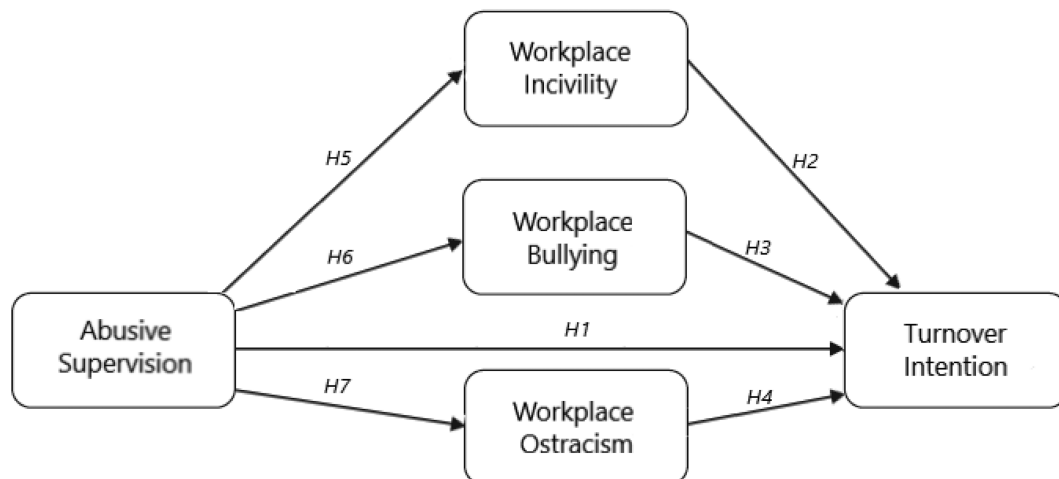 Workplace
Incivility
H5
H2
Workplace
Bullying
H6
H3
Abusive
Supervision
H1
Turnover
Intention
H7
H4
Workplace
Ostracism